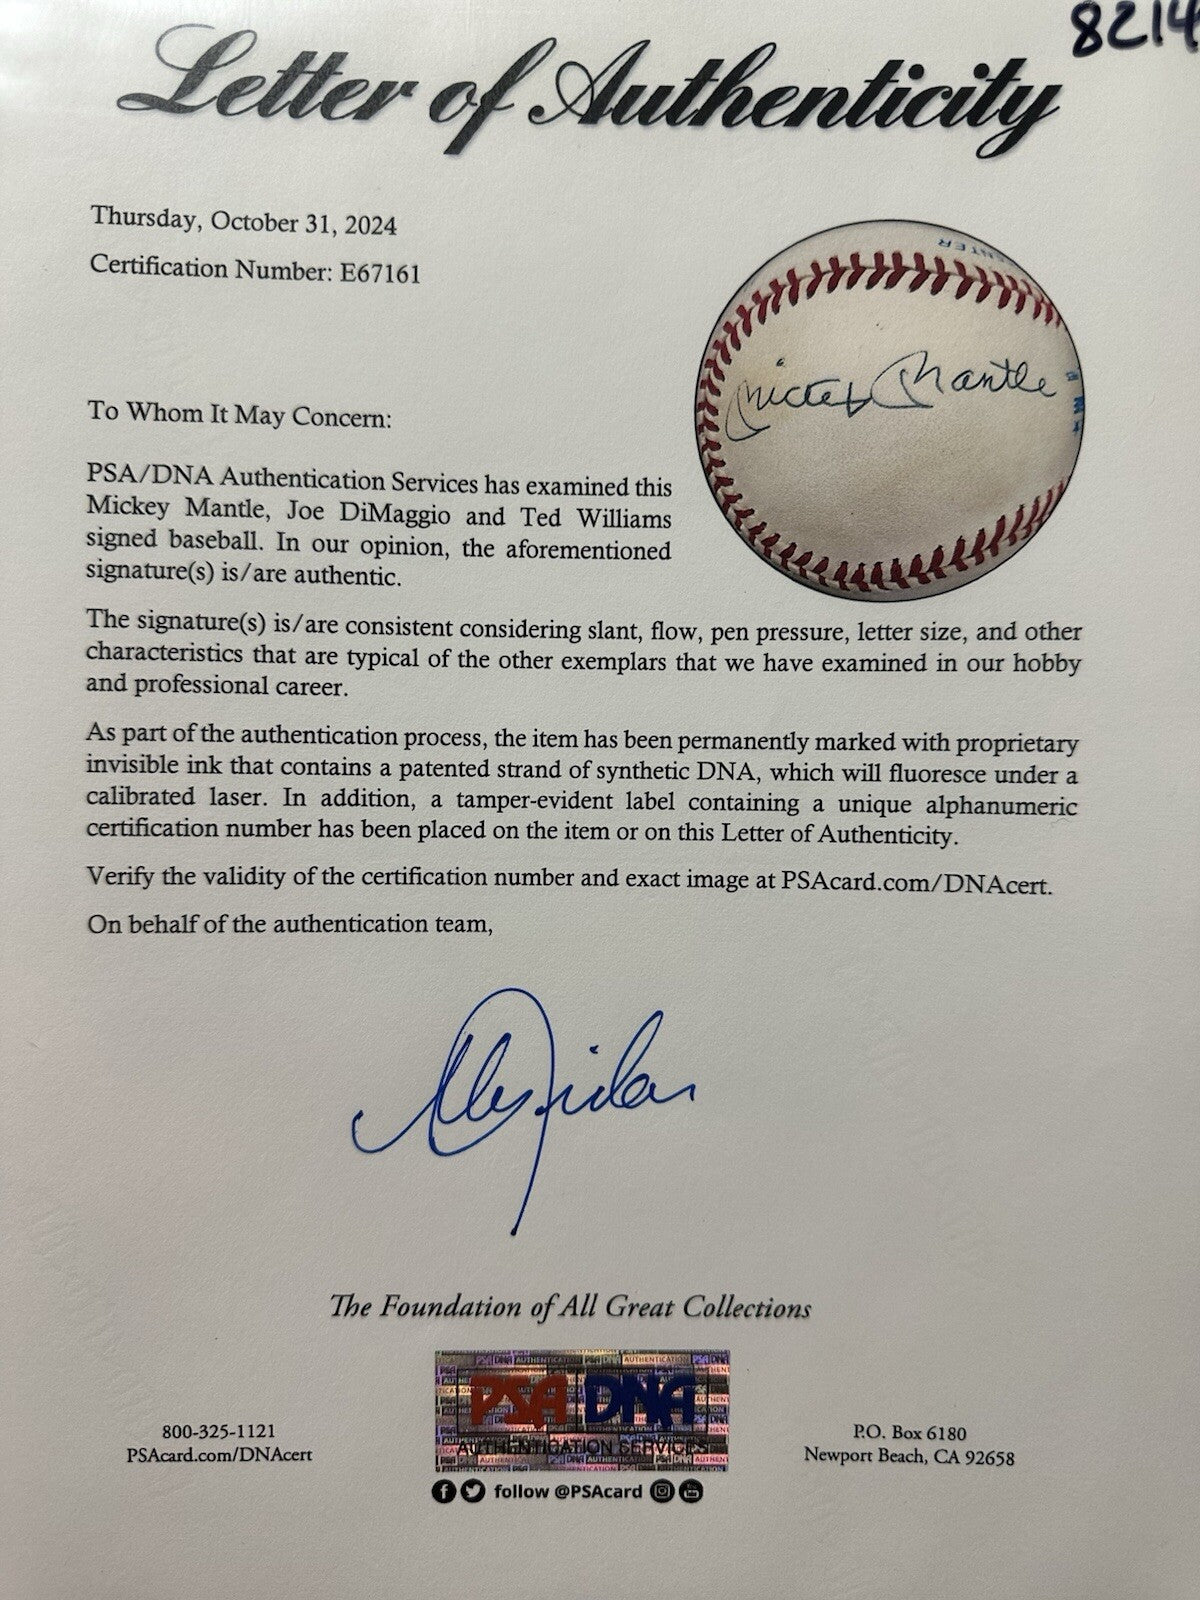 8214
Letter of Authenticity
Thursday, October 31, 2024
Certification Number: E67161
Mickey Mantle
To Whom It May Concern:
PSA/DNA Authentication Services has examined this
Mickey Mantle, Joe DiMaggio and Ted Williams
signed baseball. In our opinion, the aforementioned
signature(s) is/are authentic.
The signature(s) is/are consistent considering slant, flow, pen pressure, letter size, and other
characteristics that are typical of the other exemplars that we have examined in our hobby
and professional career.
As part of the authentication process, the item has been permanently marked with proprietary
invisible ink that contains a patented strand of synthetic DNA, which will fluoresce under a
calibrated laser. In addition, a tamper-evident label containing a unique alphanumeric
certification number has been placed on the item or on this Letter of Authenticity.
Verify the validity of the certification number and exact image at PSAcard.com/DNAcert.
On behalf of the authentication team,
The Foundation of All Great Collections
PSA DNA
AUTHENTICATION SERVICES
800-325-1121
PSAcard.com/DNAcert
P.O. Box 6180
Newport Beach, CA 92658
follow @PSAcard